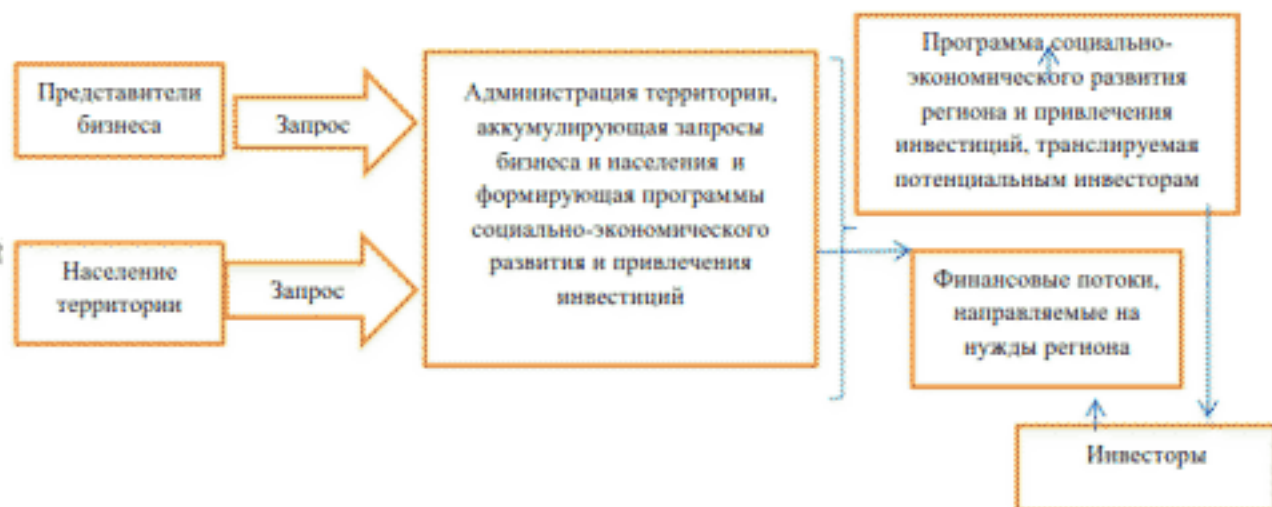 Представители
бизнеса
Запрос
Население
территории
Запрос
Администрация территории,
аккумулирующая запросы
бизнеса и населения и
формирующая программы
социально-экономического
развития и привлечения
инвестиций
Программа социально-
экономического развития
региона и привлечения
инвестиций, транслируемая
потенциальным инвесторам
Финансовые потоки,
направляемые на
нужды региона
Инвесторы